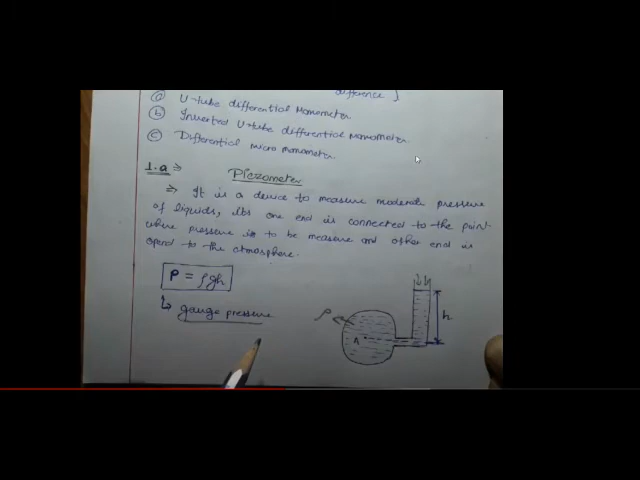 difference }
ⓐ U-tube differential Manometer.
ⓑ Inverted U-tube differential Manometer.
ⓒ Differential micro manometer.
1.a ⇒ Piezometer
⇒ It is a device to measure moderate pressure
of liquids, its one end is connected to the point
where pressure is to be measure and other end is
opend to the atmosphere.
P = ρgh
↳ gauge pressure
ρ
A
h